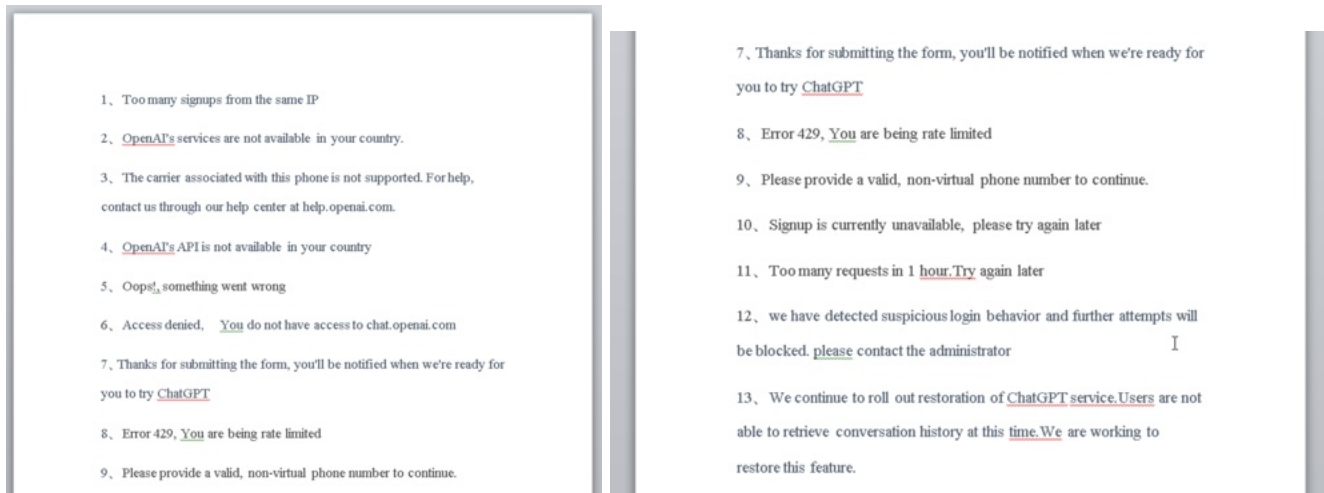 1、Too many signups from the same IP
2、OpenAI's services are not available in your country.
3、The carrier associated with this phone is not supported. For help,
contact us through our help center at help.openai.com.
4、OpenAI's API is not available in your country
5、Oops!, something went wrong
6、Access denied, You do not have access to chat.openai.com
7、Thanks for submitting the form, you'll be notified when we're ready for
you to try ChatGPT
8、Error 429, You are being rate limited
9、Please provide a valid, non-virtual phone number to continue.
7、Thanks for submitting the form, you'll be notified when we're ready for
you to try ChatGPT
8、Error 429, You are being rate limited
9、Please provide a valid, non-virtual phone number to continue.
10、Signup is currently unavailable, please try again later
11、Too many requests in 1 hour.Try again later
12、we have detected suspicious login behavior and further attempts will
be blocked. please contact the administrator
13、We continue to roll out restoration of ChatGPT service.Users are not
able to retrieve conversation history at this time.We are working to
restore this feature.